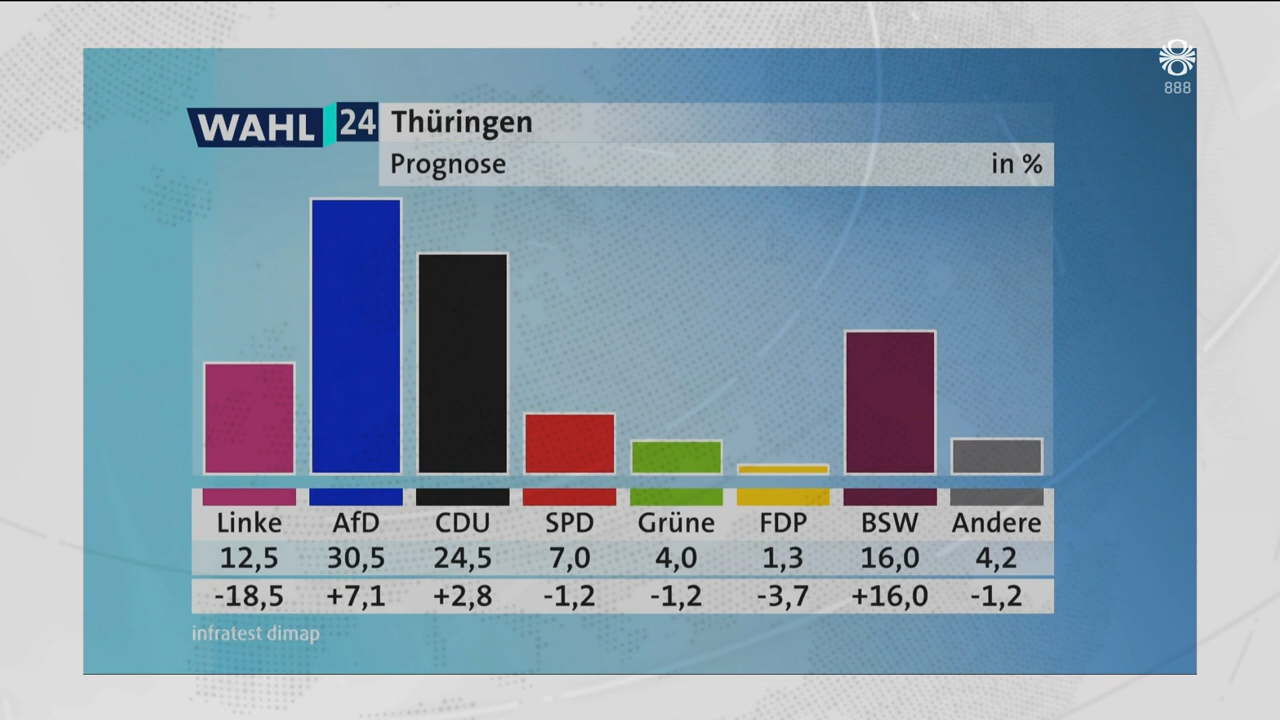 888
WAHL 24 Thüringen
Prognose in %
Linke AfD CDU SPD Grüne FDP BSW Andere
12,5 30,5 24,5 7,0 4,0 1,3 16,0 4,2
-18,5 +7,1 +2,8 -1,2 -1,2 -3,7 +16,0 -1,2
infratest dimap